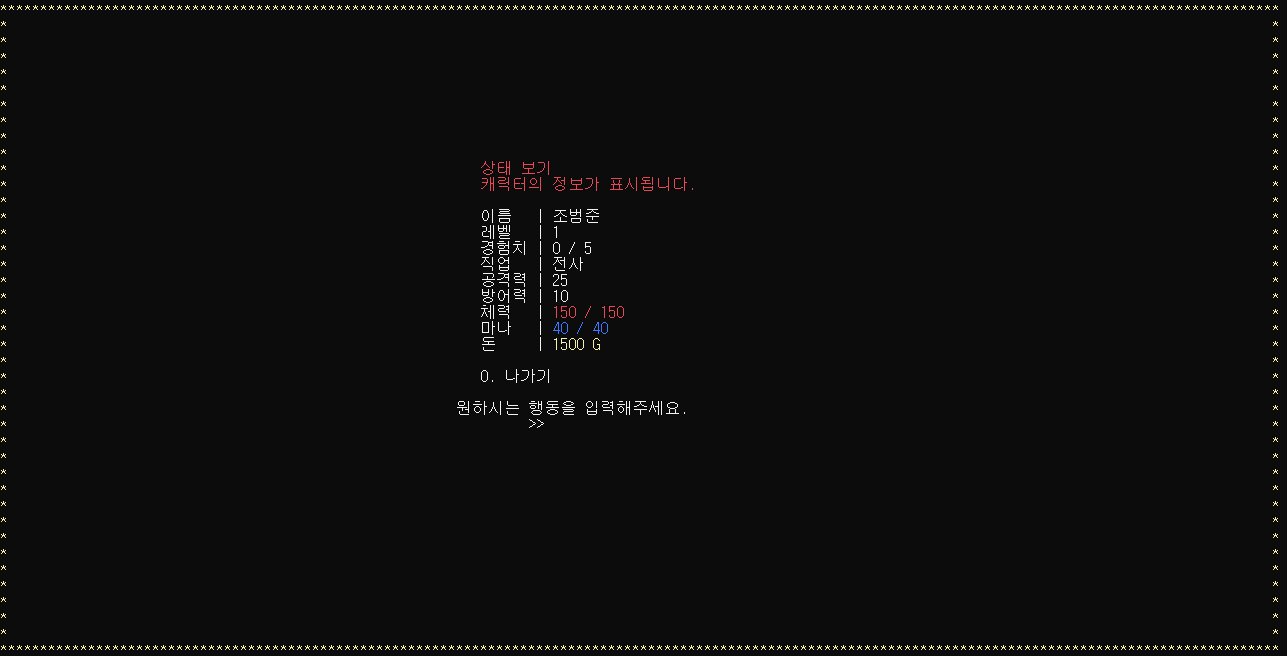 상태 보기
캐릭터의 정보가 표시됩니다.
이름 | 조범준
레벨 | 1
경험치 | 0 / 5
직업 | 전사
공격력 | 25
방어력 | 10
체력 | 150 / 150
마나 | 40 / 40
돈 | 1500 G
0. 나가기
원하시는 행동을 입력해주세요.
>>